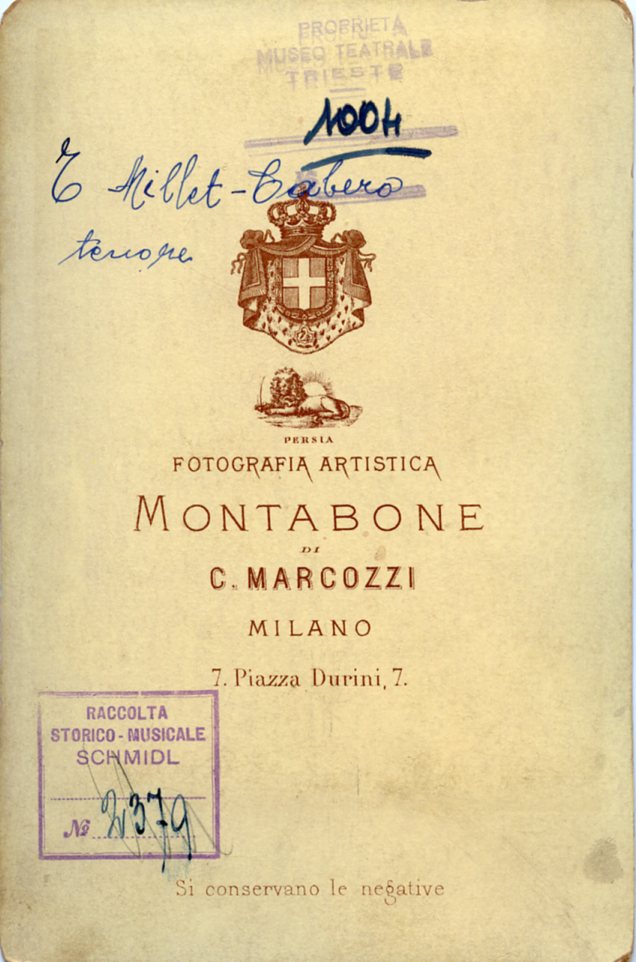 PROPRIETÀ
MUSEO TEATRALE
TRIESTE
1004
E Millet-Cabero
tenore
PERSIA
FOTOGRAFIA ARTISTICA
MONTABONE
DI
C. MARCOZZI
MILANO
7. Piazza Durini, 7.
RACCOLTA
STORICO-MUSICALE
SCHMIDL
No 2379
Si conservano le negative